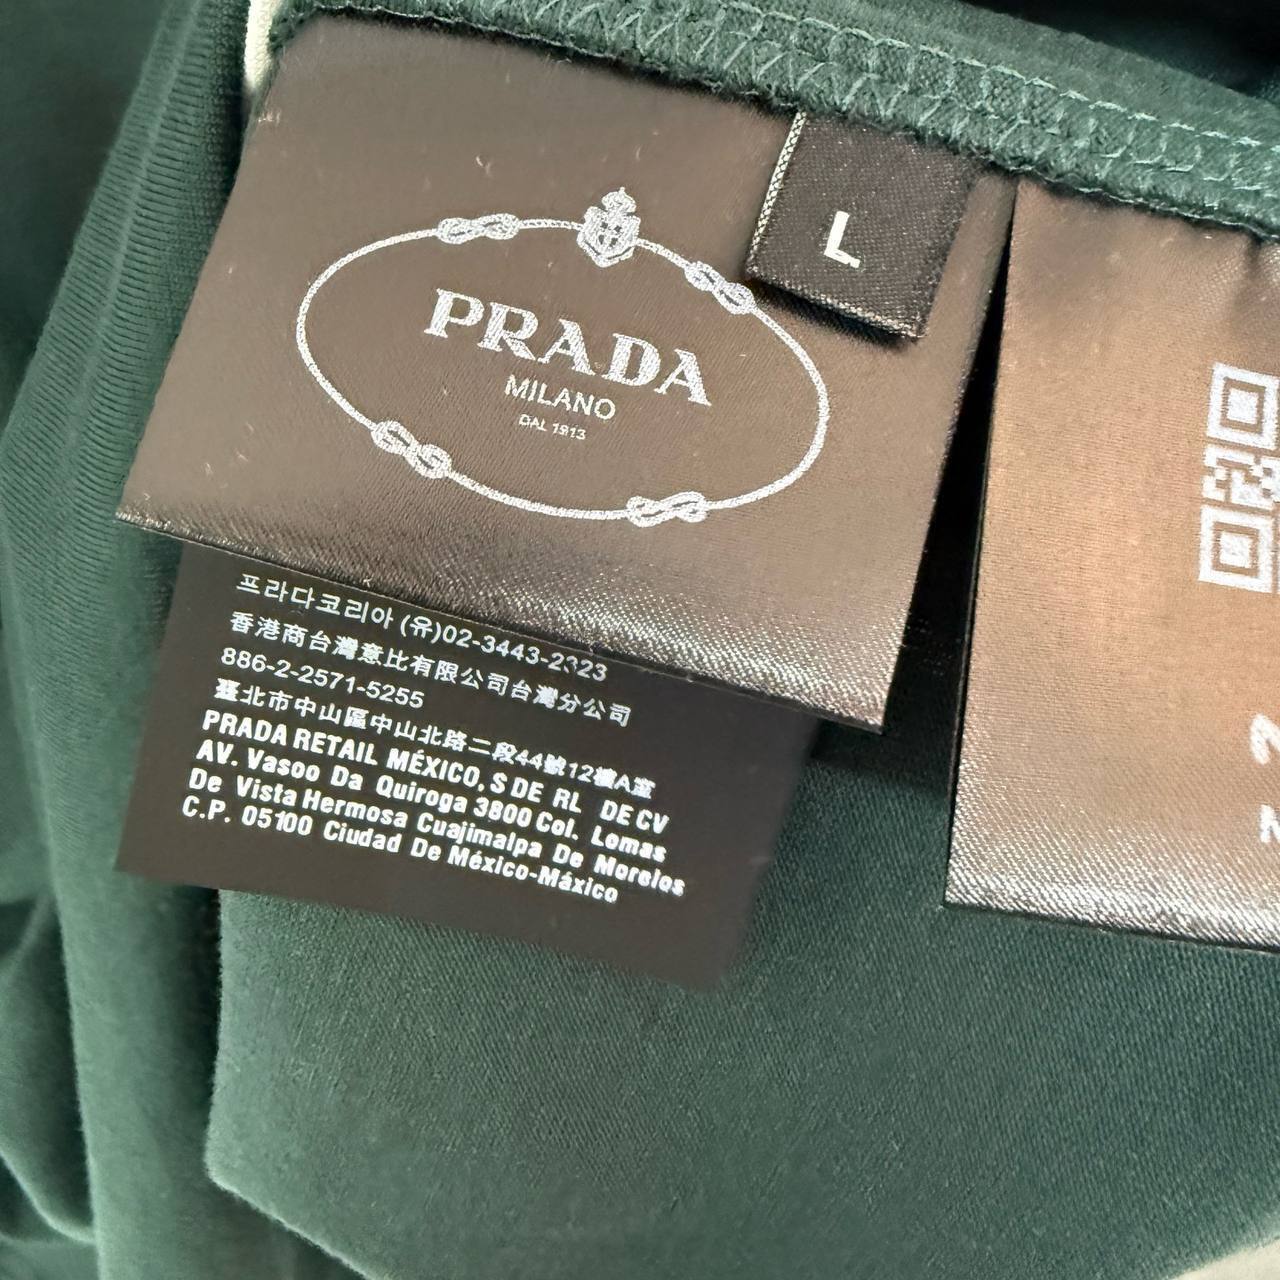 PRADA
MILANO
DAL 1913
L
프라다코리아 (유)02-3443-2323
香港商台灣意比有限公司台灣分公司
886-2-2571-5255
臺北市中山區中山北路二段44號12樓A室
PRADA RETAIL MÉXICO, S DE RL DE CV
AV. Vasoo Da Quiroga 3800 Col. Lomas
De Vista Hermosa Cuajimalpa De Morelos
C.P. 05100 Ciudad De México-Máxico